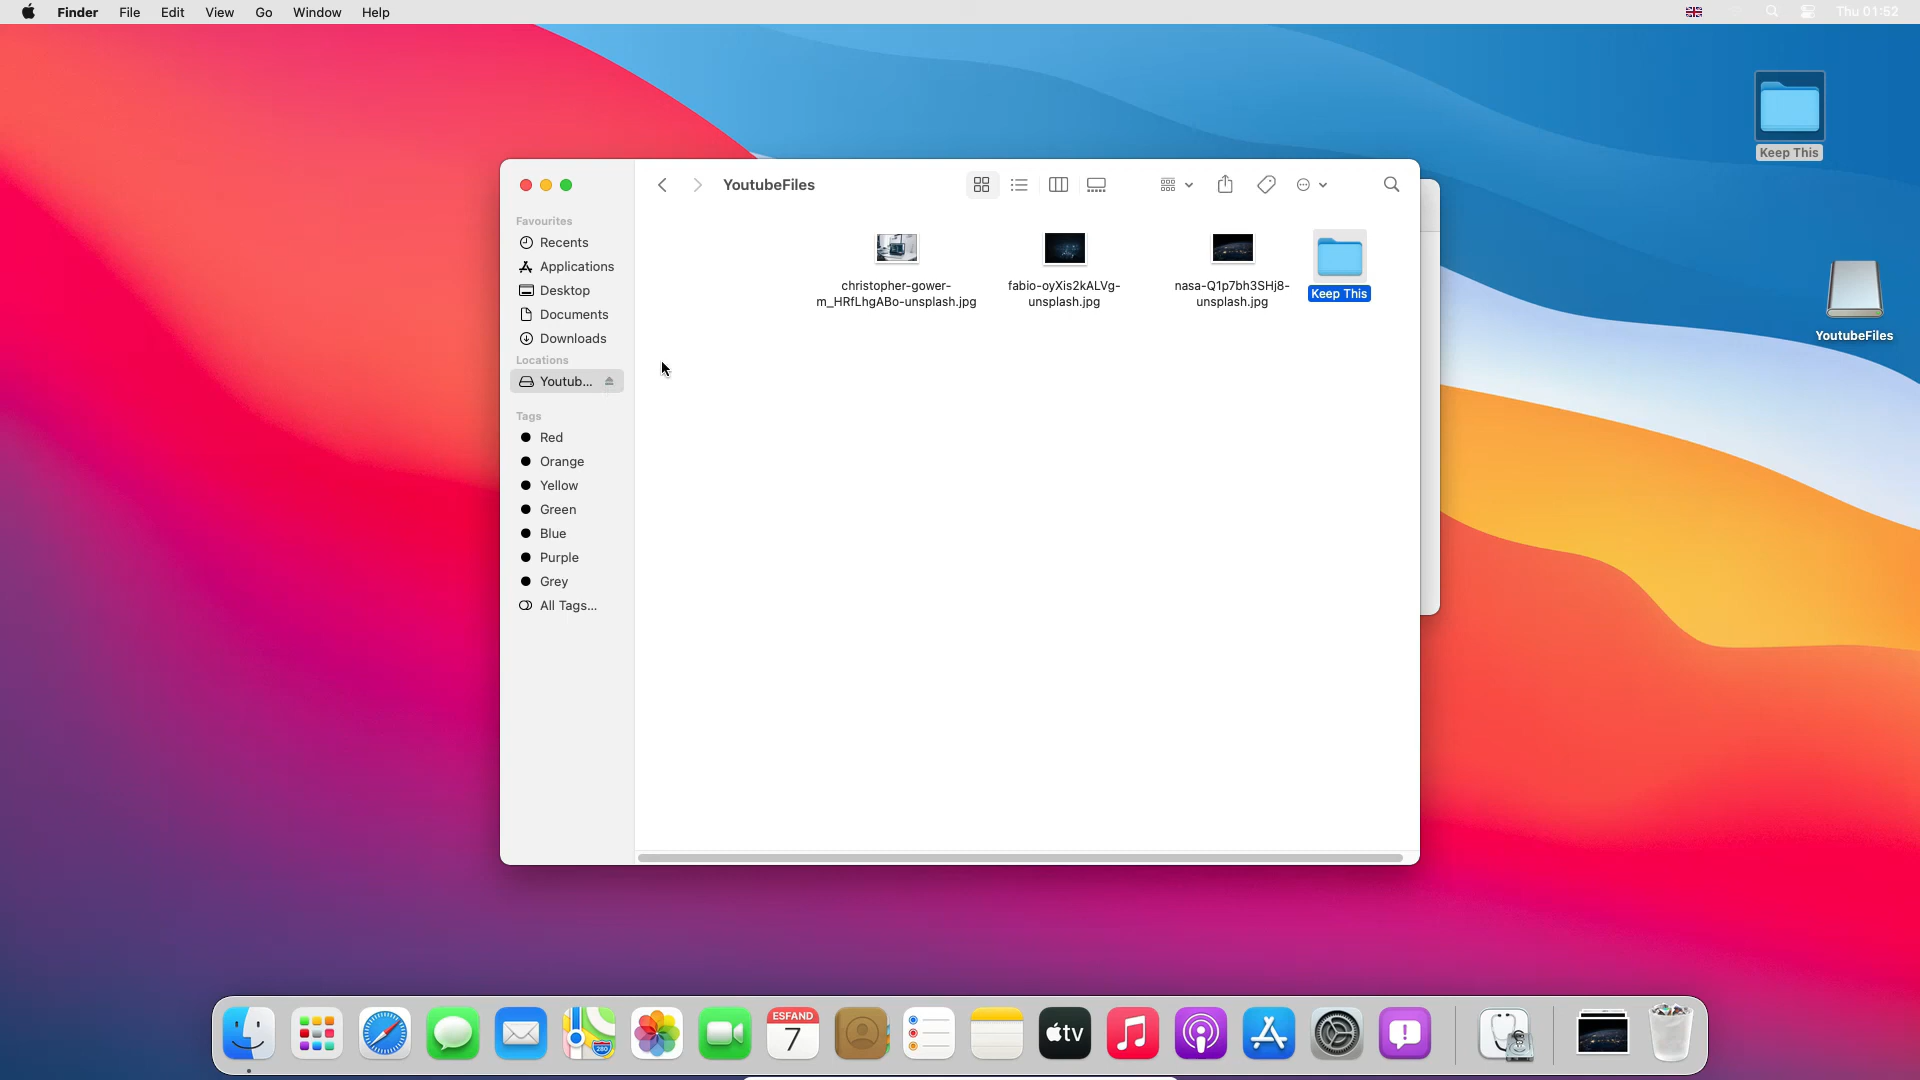 Finder File Edit View Go Window Help Thu 01:52
Keep This
YoutubeFiles
YoutubeFiles
Favourites
Recents
Applications
Desktop
Documents
Downloads
Locations
Youtub...
Tags
Red
Orange
Yellow
Green
Blue
Purple
Grey
All Tags...
christopher-gower-
m_HRfLhgABo-unsplash.jpg
fabio-oyXis2kALVg-
unsplash.jpg
nasa-Q1p7bh3SHj8-
unsplash.jpg
Keep This
ESFAND
7
280
tv